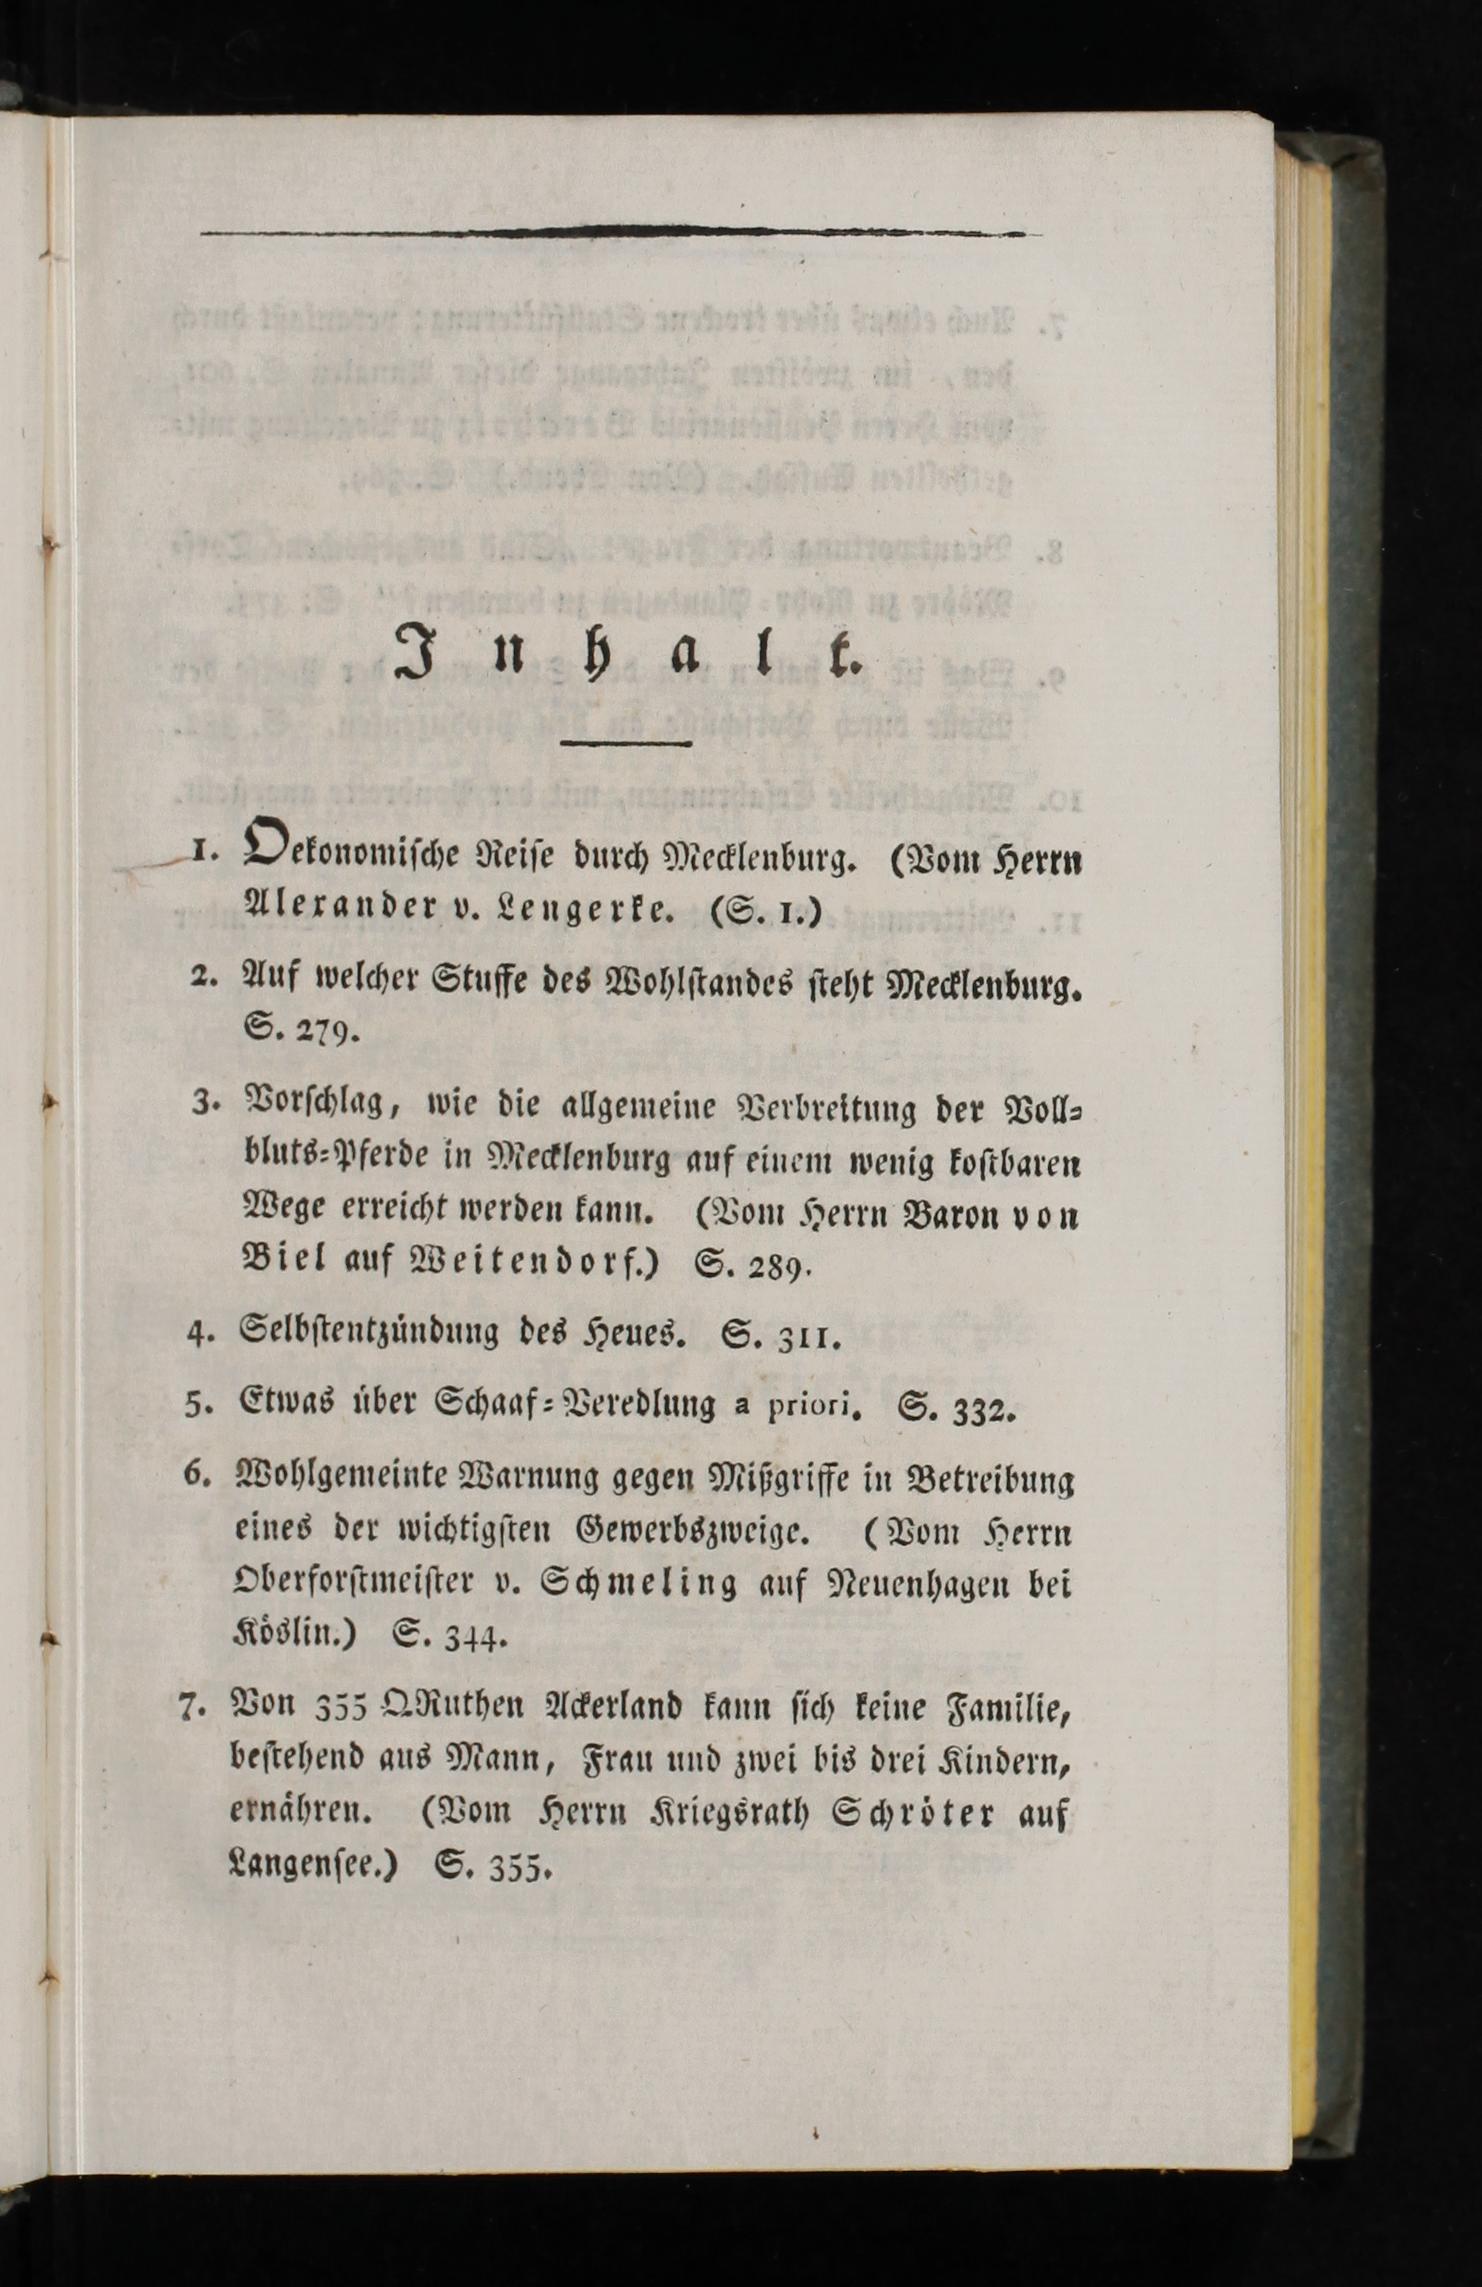 Inhalt.
1. Oekonomische Reise durch Mecklenburg. (Vom Herrn
Alexander v. Lengerke. (S. 1.)
2. Auf welcher Stuffe des Wohlstandes steht Mecklenburg.
S. 279.
3. Vorschlag, wie die allgemeine Verbreitung der Voll=
bluts=Pferde in Mecklenburg auf einem wenig kostbaren
Wege erreicht werden kann. (Vom Herrn Baron von
Biel auf Weitendorf.) S. 289.
4. Selbstentzündung des Heues. S. 311.
5. Etwas über Schaaf=Veredlung a priori. S. 332.
6. Wohlgemeinte Warnung gegen Mißgriffe in Betreibung
eines der wichtigsten Gewerbszweige. (Vom Herrn
Oberforstmeister v. Schmeling auf Neuenhagen bei
Köslin.) S. 344.
7. Von 355 QRuthen Ackerland kann sich keine Familie,
bestehend aus Mann, Frau und zwei bis drei Kindern,
ernähren. (Vom Herrn Kriegsrath Schröter auf
Langensee.) S. 355.